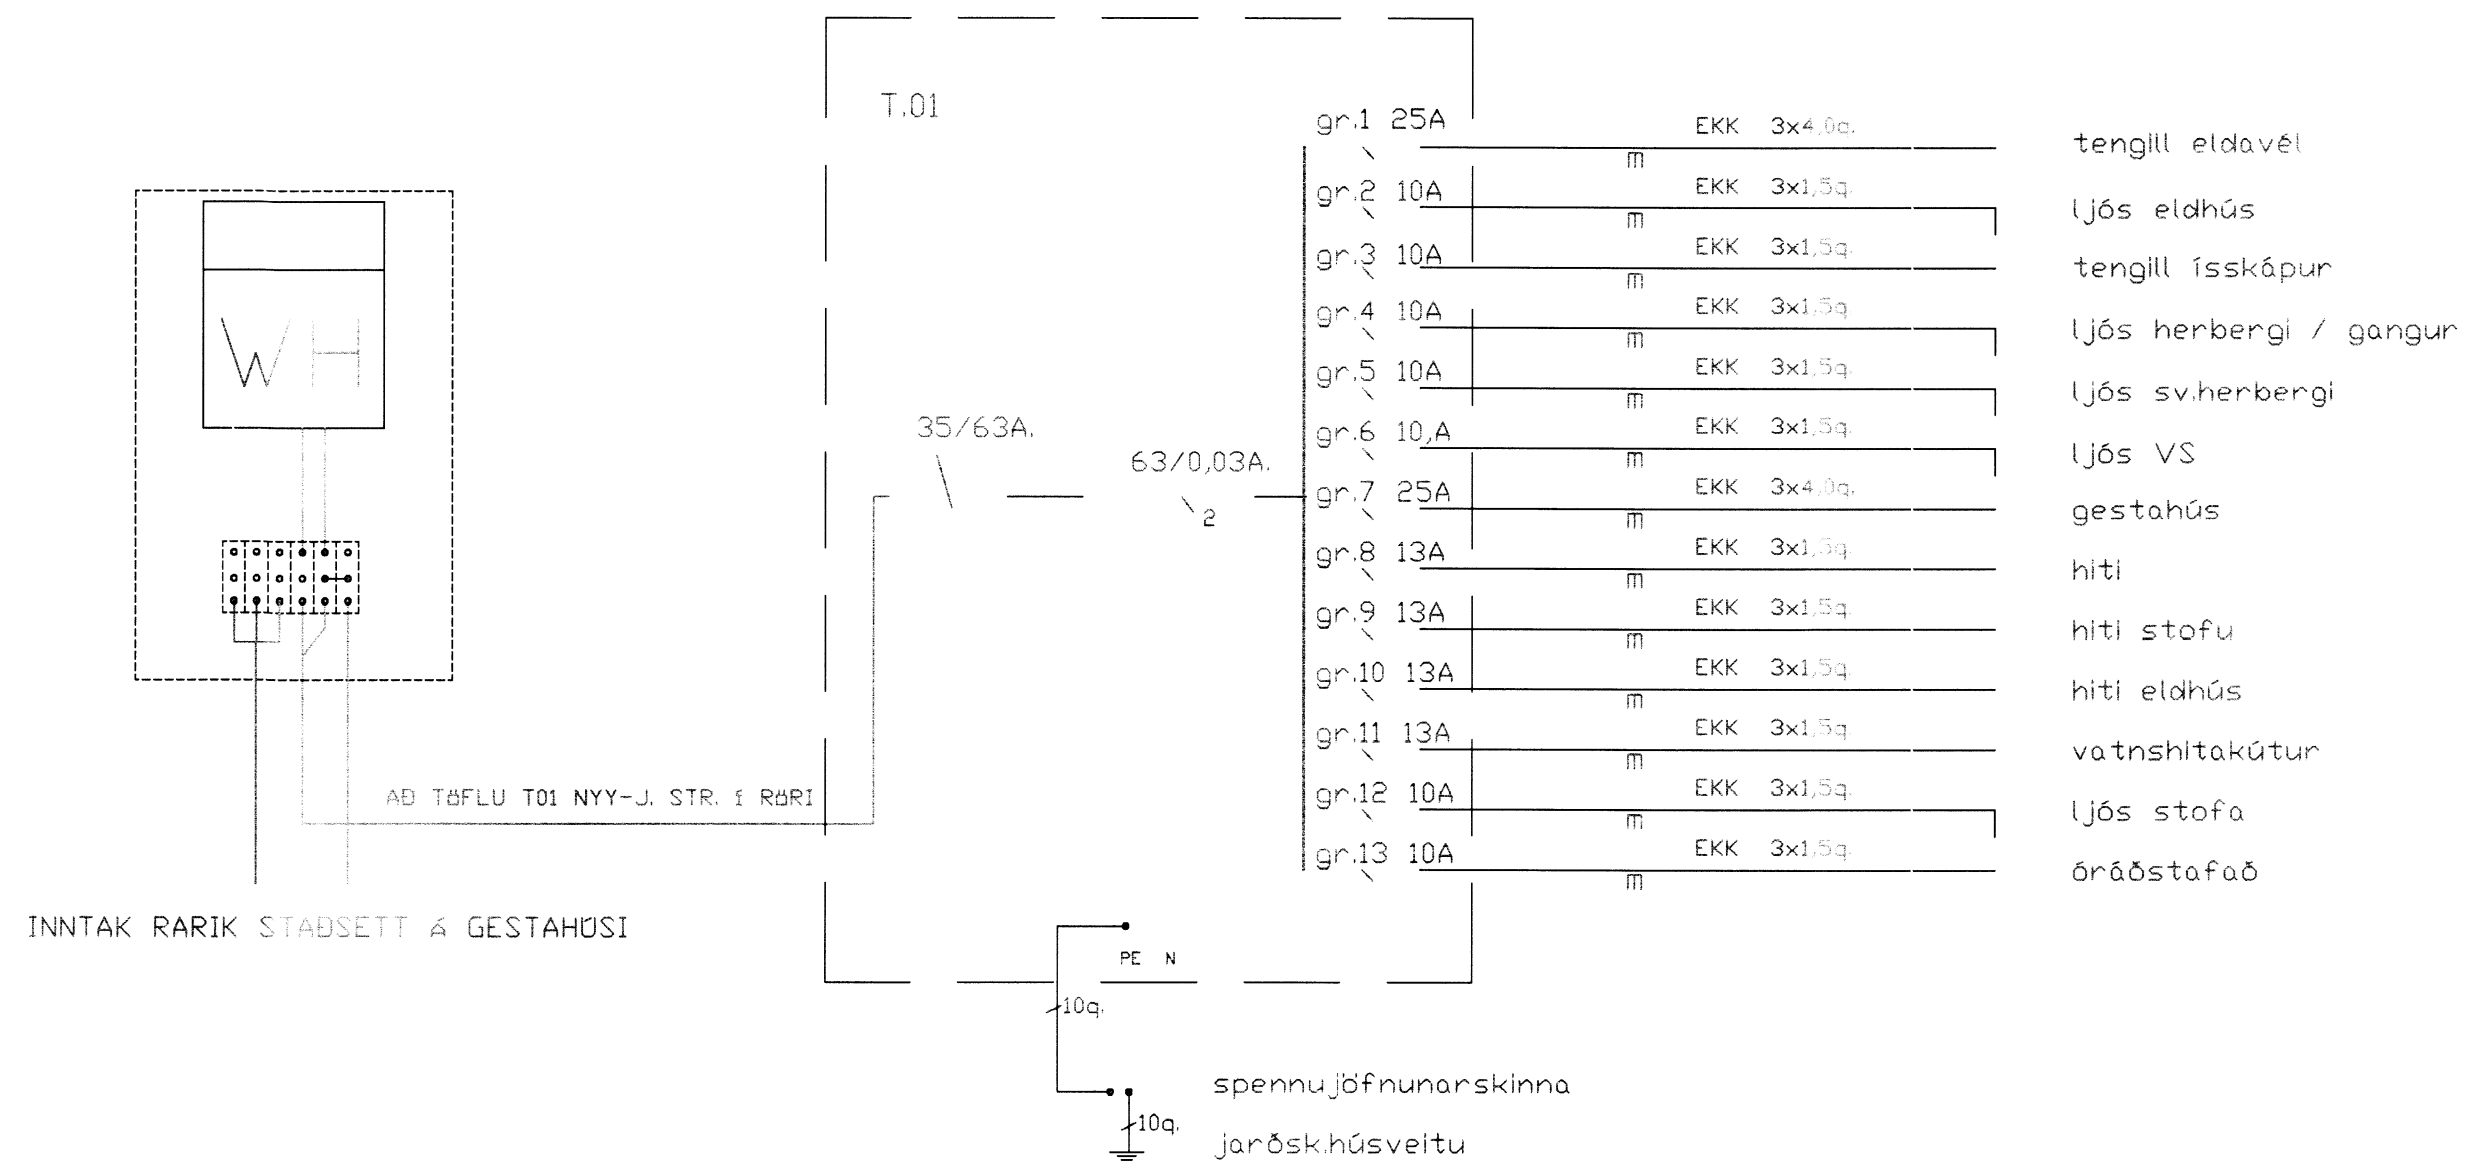 T.01
gr.1 25A EKK 3x4,0q. tengill eldavél
gr.2 10A EKK 3x1,5q. ljós eldhús
gr.3 10A EKK 3x1,5q. tengill ísskápur
gr.4 10A EKK 3x1,5q ljós herbergi / gangur
gr.5 10A EKK 3x1,5q. ljós sv.herbergi
gr.6 10,A EKK 3x1,5q. ljós VS
gr.7 25A EKK 3x4,0q. gestahús
gr.8 13A EKK 3x1,5q. hiti
gr.9 13A EKK 3x1,5q. hiti stofu
gr.10 13A EKK 3x1,5q. hiti eldhús
gr.11 13A EKK 3x1,5q. vatnshitakútur
gr.12 10A EKK 3x1,5q. ljós stofa
gr.13 10A EKK 3x1,5q. óráðstafað
WH
35/63A.
63/0,03A.
2
AÐ TÖFLU T01 NYY-J. STR. Í RÖRI
INNTAK RARIK STAÐSETT Á GESTAHÚSI
PE N
10q.
spennujöfnunarskinna
10q.
jarðsk.húsveitu